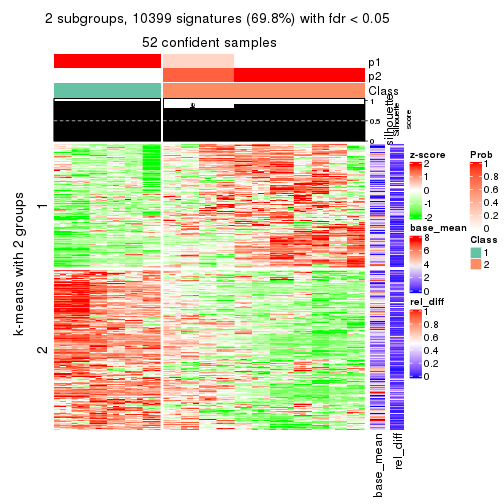 2 subgroups, 10399 signatures (69.8%) with fdr < 0.05
52 confident samples
p1
p2
Class
silhouette
Silhouette
score
1
0.5
0
k-means with 2 groups
1
2
base_mean
rel_diff
z-score
2
1
0
-1
-2
base_mean
8
6
4
2
0
rel_diff
1
0.8
0.6
0.4
0.2
0
Prob
1
0.8
0.6
0.4
0.2
0
Class
1
2